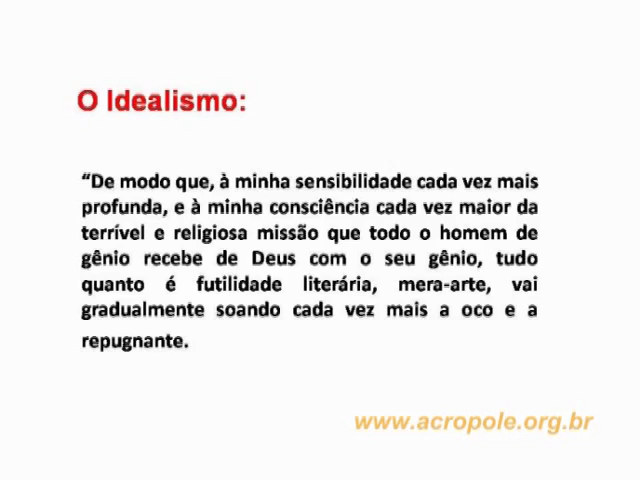 O Idealismo:
“De modo que, à minha sensibilidade cada vez mais
profunda, e à minha consciência cada vez maior da
terrível e religiosa missão que todo o homem de
gênio recebe de Deus com o seu gênio, tudo
quanto é futilidade literária, mera-arte, vai
gradualmente soando cada vez mais a oco e a
repugnante.
www.acropole.org.br